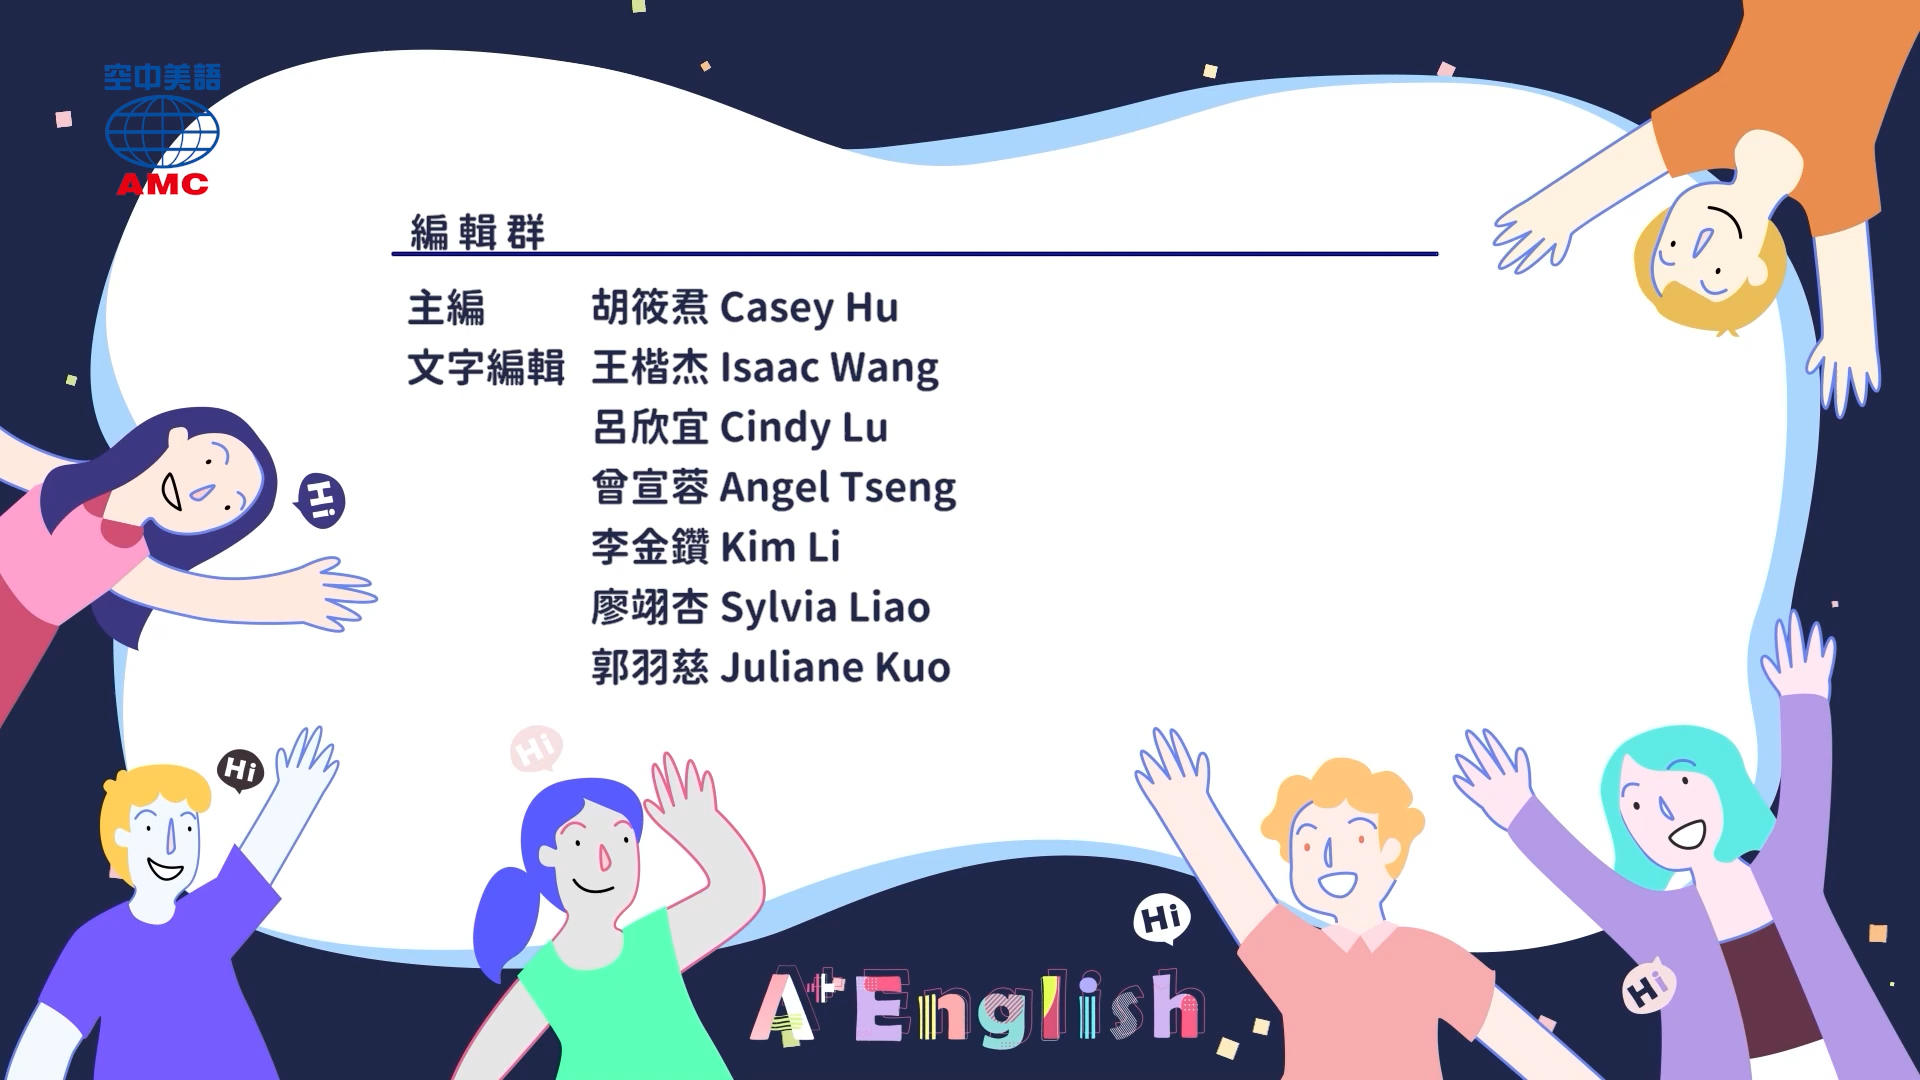 空中美語
AMC
編輯群
主編 胡筱焄 Casey Hu
文字編輯 王楷杰 Isaac Wang
呂欣宜 Cindy Lu
曾宣蓉 Angel Tseng
李金鑽 Kim Li
廖翊杏 Sylvia Liao
郭羽慈 Juliane Kuo
Hi
Hi
Hi
Hi
Hi
A+ English